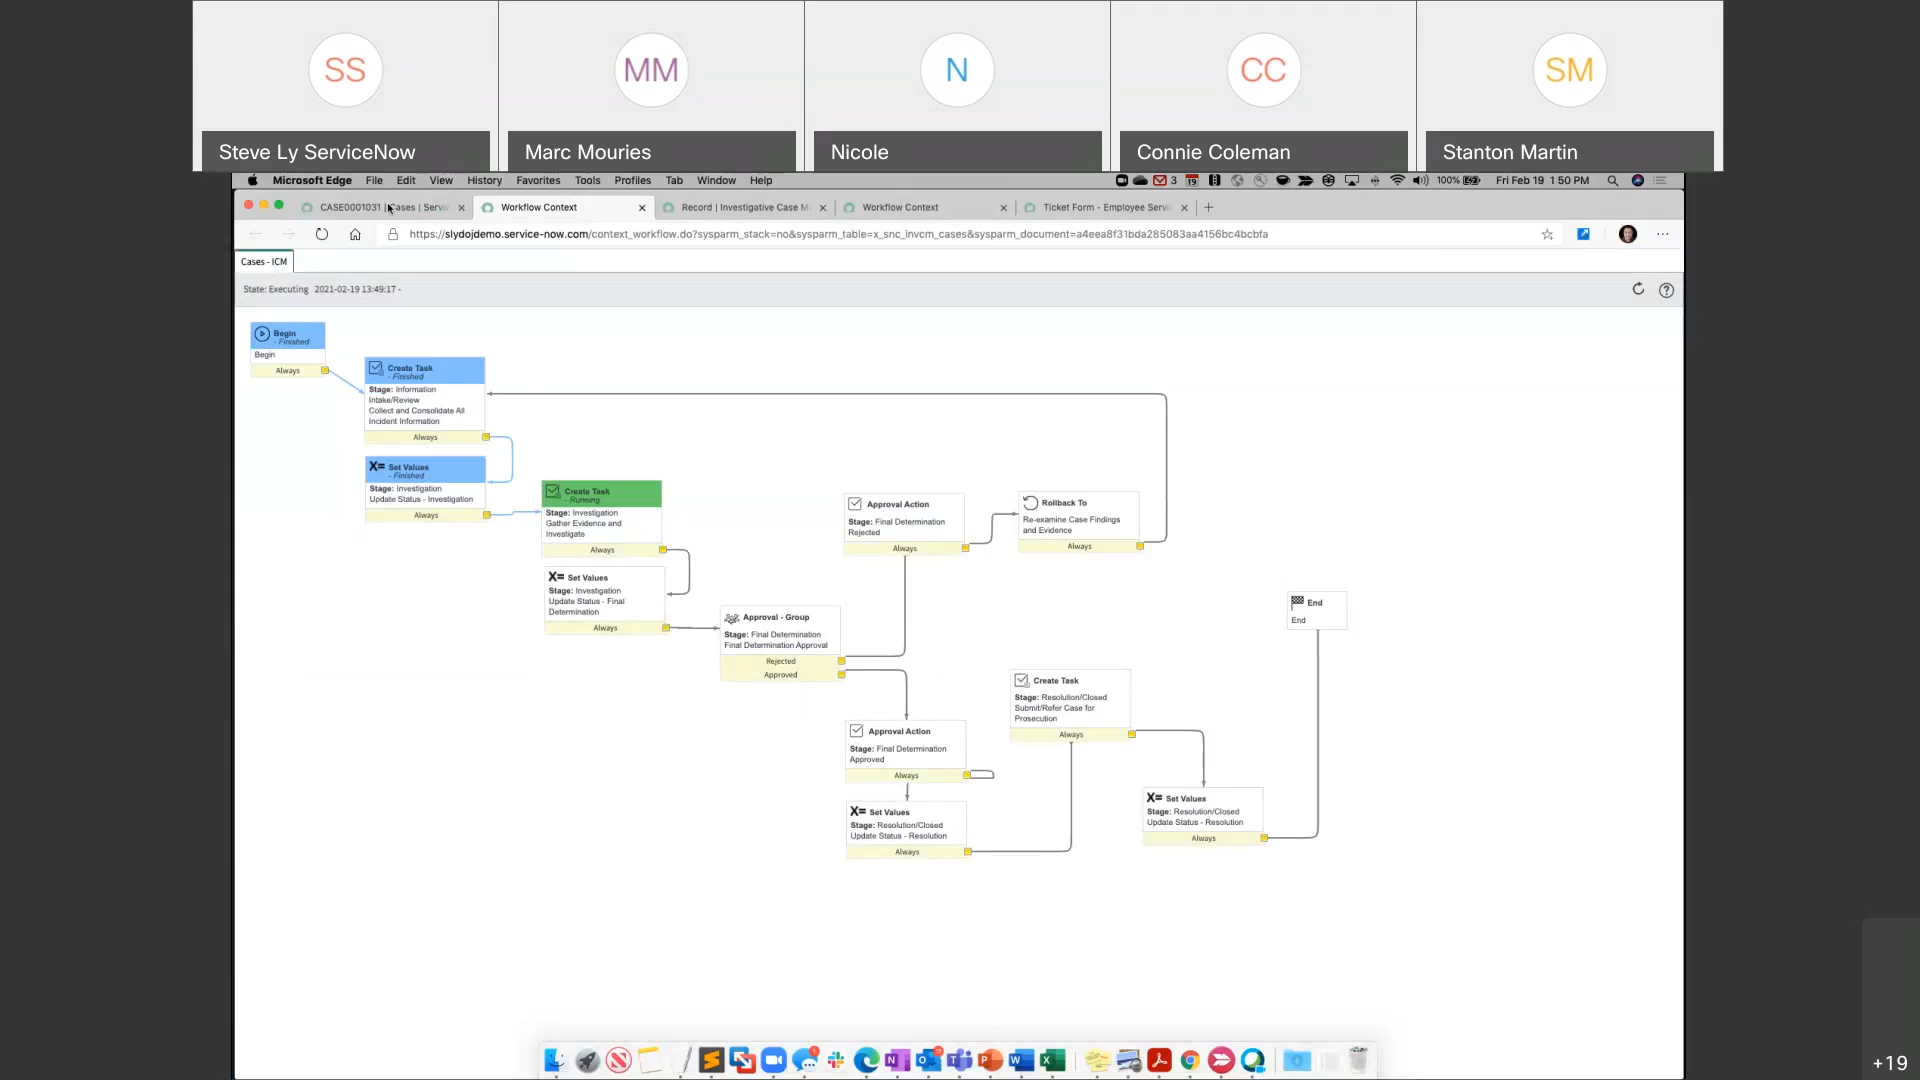 SS
MM
N
CC
SM
Steve Ly ServiceNow
Marc Mouries
Nicole
Connie Coleman
Stanton Martin
Microsoft Edge File Edit View History Favorites Tools Profiles Tab Window Help
3
19
100%
Fri Feb 19 1:50 PM
CASE0001031 | Cases | Servic
Workflow Context
Record | Investigative Case M
Workflow Context
Ticket Form - Employee Servi
https://slydojdemo.service-now.com/context_workflow.do?sysparm_stack=no&sysparm_table=x_snc_invcm_cases&sysparm_document=a4eea8f31bda285083aa4156bc4bcbfa
Cases - ICM
State: Executing 2021-02-19 13:49:17 -
Begin
- Finished
Begin
Always
Create Task
- Finished
Stage: Information
Intake/Review
Collect and Consolidate All
Incident Information
Always
X= Set Values
- Finished
Stage: Investigation
Update Status - Investigation
Always
Create Task
- Running
Stage: Investigation
Gather Evidence and
Investigate
Always
X= Set Values
Stage: Investigation
Update Status - Final
Determination
Always
Approval - Group
Stage: Final Determination
Final Determination Approval
Rejected
Approved
Approval Action
Stage: Final Determination
Rejected
Always
Rollback To
Re-examine Case Findings
and Evidence
Always
Approval Action
Stage: Final Determination
Approved
Always
X= Set Values
Stage: Resolution/Closed
Update Status - Resolution
Always
Create Task
Stage: Resolution/Closed
Submit/Refer Case for
Prosecution
Always
X= Set Values
Stage: Resolution/Closed
Update Status - Resolution
Always
End
End
+19